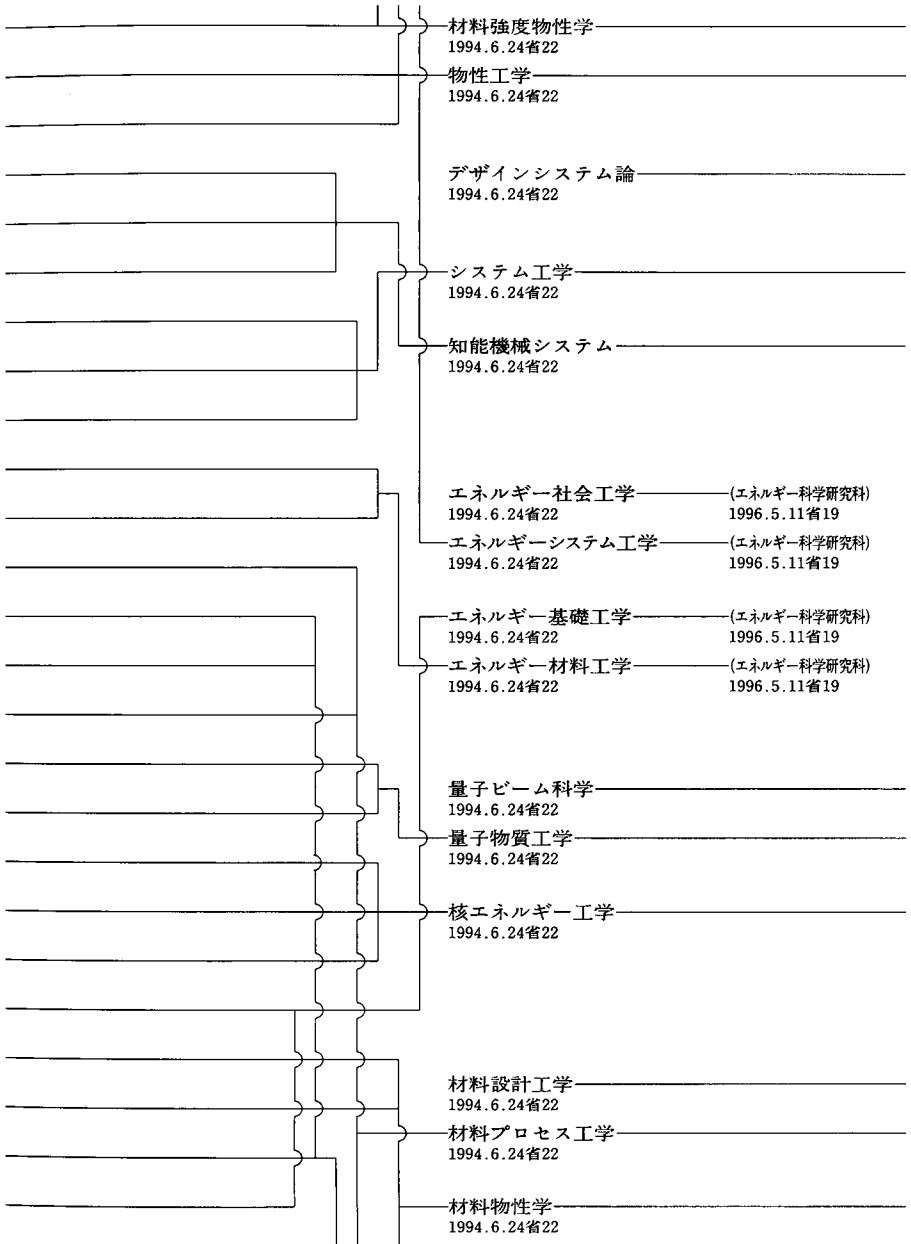 材料強度物性学
1994.6.24省22
物性工学
1994.6.24省22
デザインシステム論
1994.6.24省22
システム工学
1994.6.24省22
知能機械システム
1994.6.24省22
エネルギー社会工学 (エネルギー科学研究科)
1994.6.24省22 1996.5.11省19
エネルギーシステム工学 (エネルギー科学研究科)
1994.6.24省22 1996.5.11省19
エネルギー基礎工学 (エネルギー科学研究科)
1994.6.24省22 1996.5.11省19
エネルギー材料工学 (エネルギー科学研究科)
1994.6.24省22 1996.5.11省19
量子ビーム科学
1994.6.24省22
量子物質工学
1994.6.24省22
核エネルギー工学
1994.6.24省22
材料設計工学
1994.6.24省22
材料プロセス工学
1994.6.24省22
材料物性学
1994.6.24省22